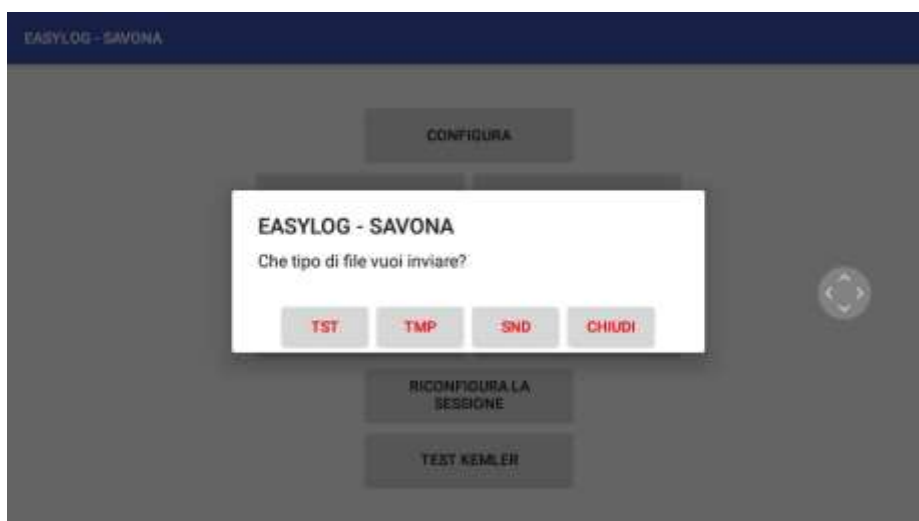 EASYLOG - SAVONA
CONFIGURA
EASYLOG - SAVONA
Che tipo di file vuoi inviare?
TST TMP SND CHIUDI
RICONFIGURA LA
SESSIONE
TEST KEMLER